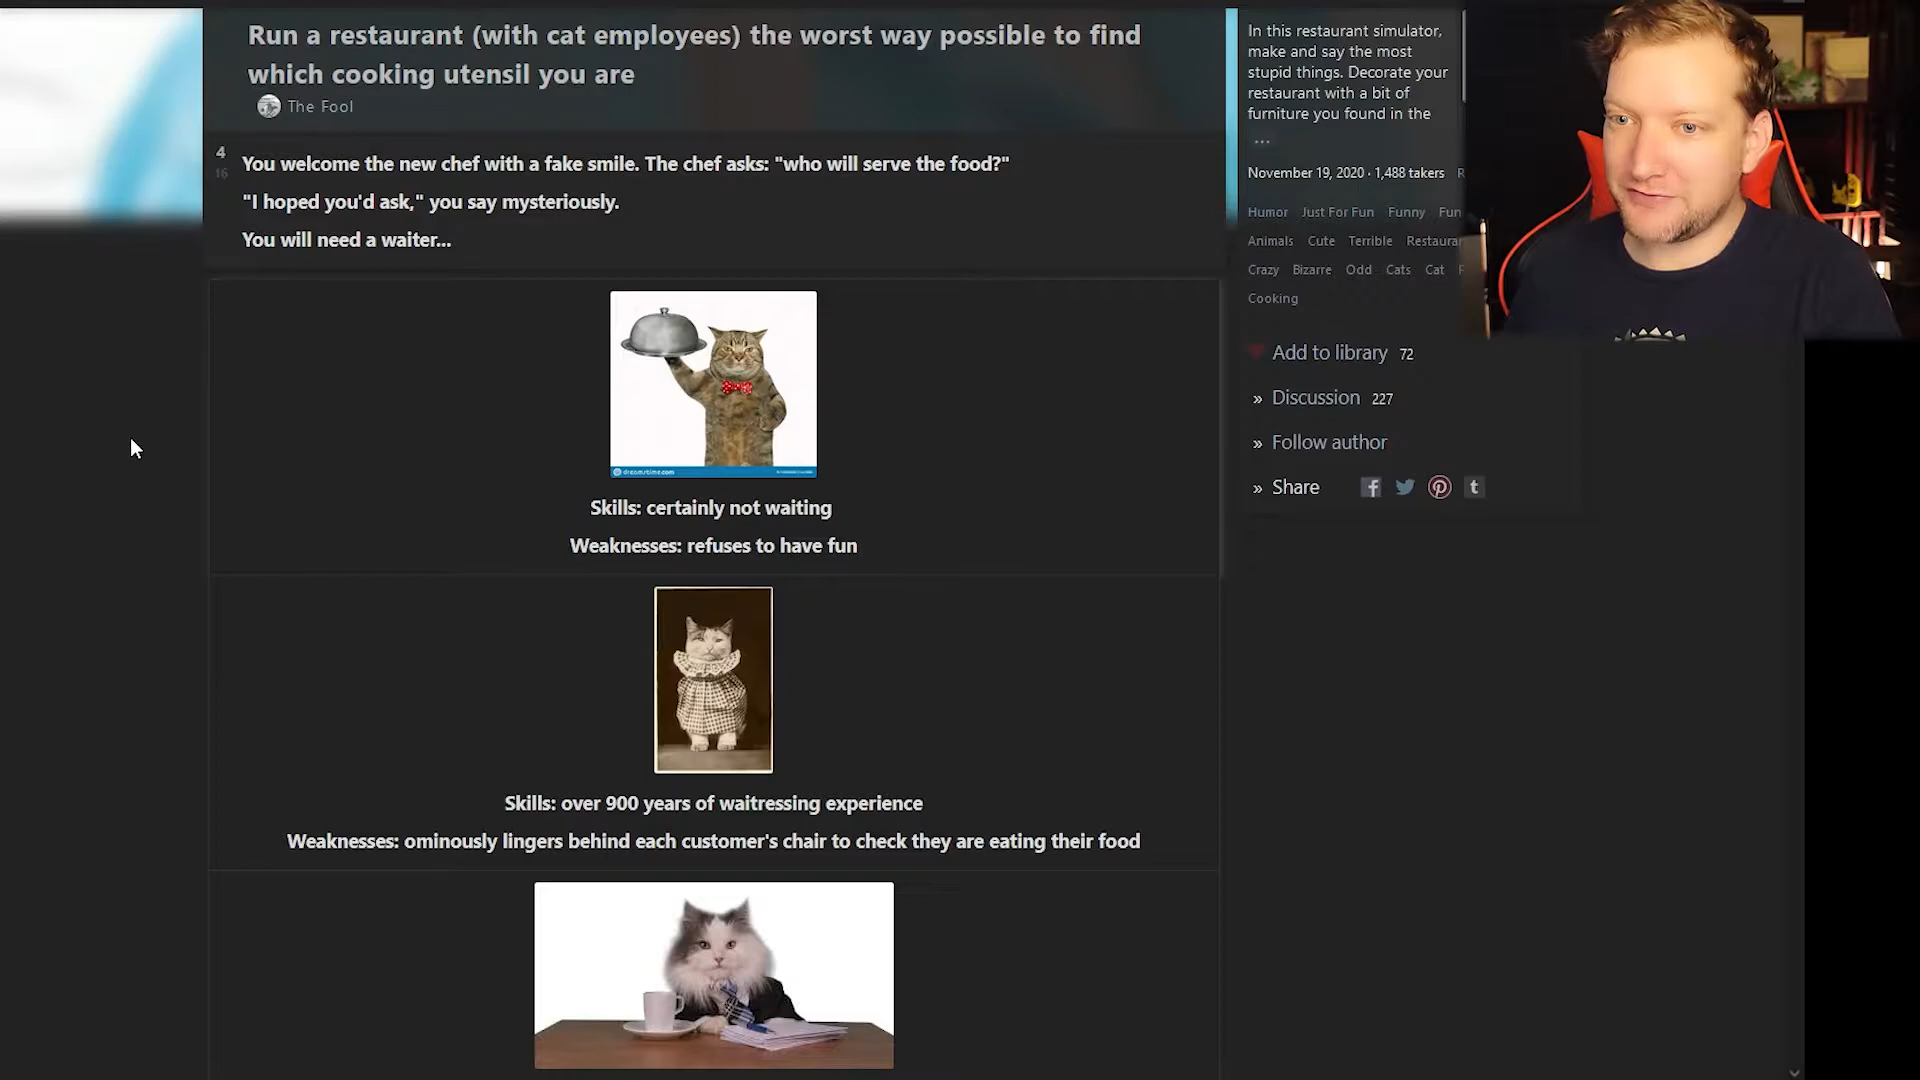 Run a restaurant (with cat employees) the worst way possible to find
which cooking utensil you are
The Fool
4
16
You welcome the new chef with a fake smile. The chef asks: "who will serve the food?"
"I hoped you'd ask," you say mysteriously.
You will need a waiter...
dreamstime.com
Skills: certainly not waiting
Weaknesses: refuses to have fun
Skills: over 900 years of waitressing experience
Weaknesses: ominously lingers behind each customer's chair to check they are eating their food
In this restaurant simulator,
make and say the most
stupid things. Decorate your
restaurant with a bit of
furniture you found in the
...
November 19, 2020 · 1,488 takers R
Humor Just For Fun Funny Fun
Animals Cute Terrible Restaura
Crazy Bizarre Odd Cats Cat
Cooking
Add to library 72
» Discussion 227
» Follow author
» Share f t